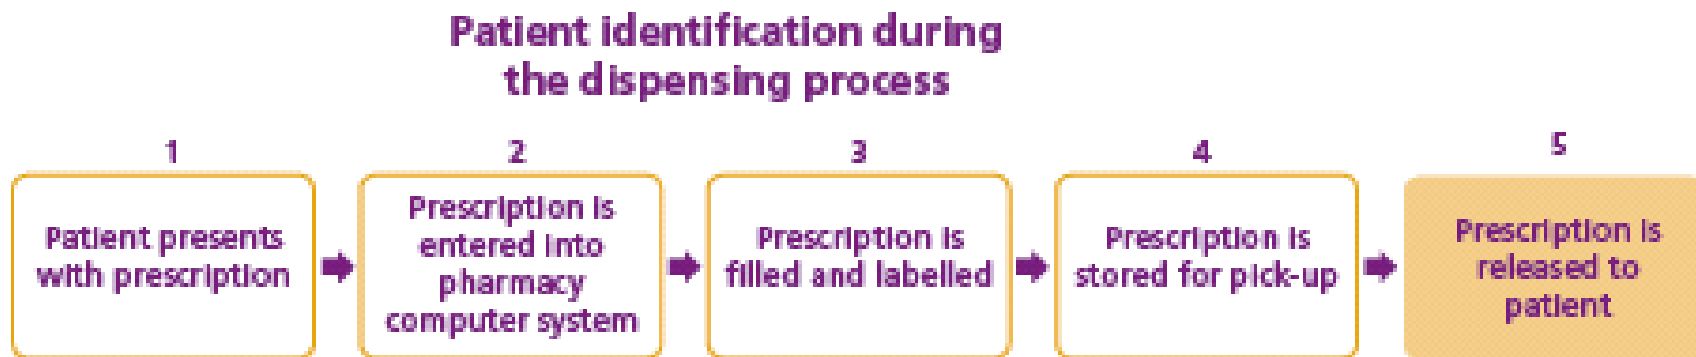 Patient identification during
the dispensing process
1
Patient presents
with prescription
2
Prescription is
entered into
pharmacy
computer system
3
Prescription is
filled and labelled
4
Prescription is
stored for pick-up
5
Prescription is
released to
patient